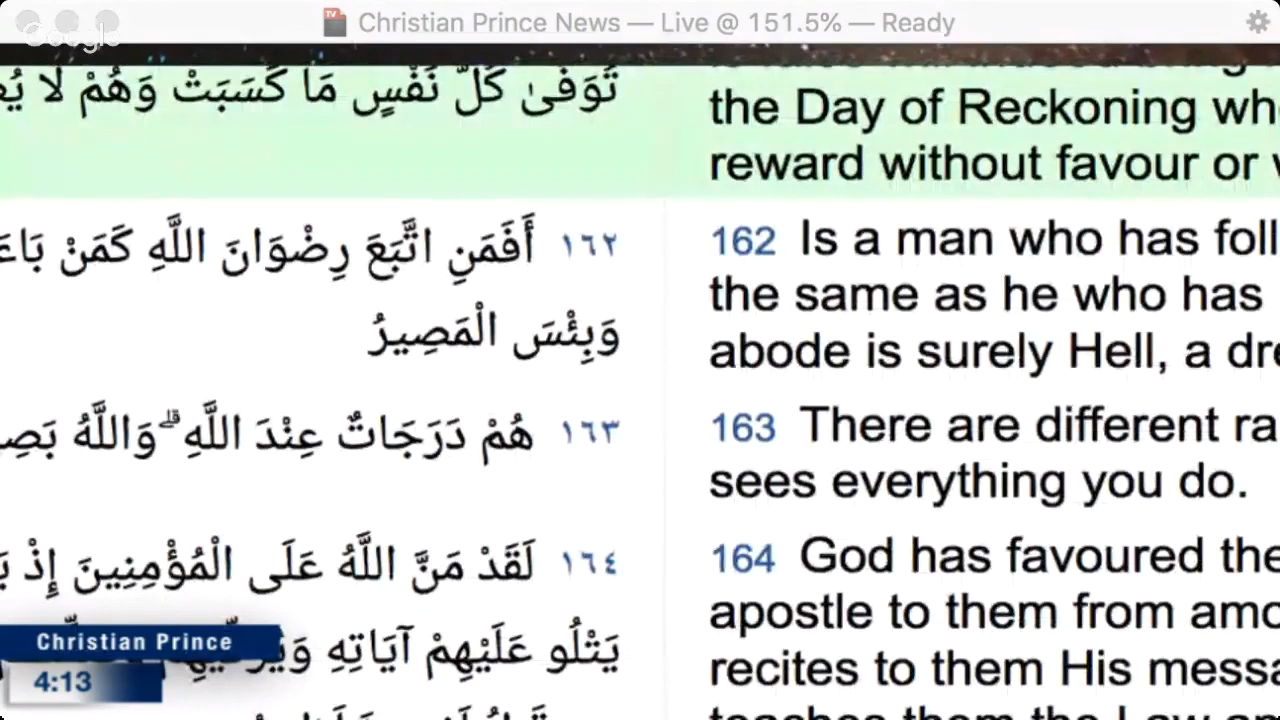 Christian Prince News — Live @ 151.5% — Ready
Google
تُوَفَّىٰ كُلُّ نَفْسٍ مَا كَسَبَتْ وَهُمْ لَا
the Day of Reckoning
reward without favour or
١٦٢ أَفَمَنِ اتَّبَعَ رِضْوَانَ اللَّهِ كَمَنْ
وَبِئْسَ الْمَصِيرُ
162 Is a man who has
the same as he who has
abode is surely Hell, a
١٦٣ هُمْ دَرَجَاتٌ عِنْدَ اللَّهِ ۗ وَاللَّهُ
163 There are different
sees everything you do.
١٦٤ لَقَدْ مَنَّ اللَّهُ عَلَى الْمُؤْمِنِينَ إِذْ
يَتْلُو عَلَيْهِمْ آيَاتِهِ
164 God has favoured
apostle to them from
recites to them His
Christian Prince
4:13